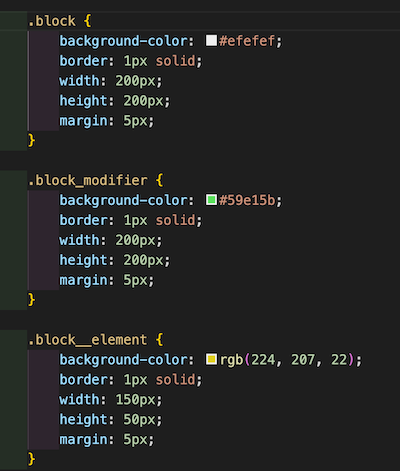 .block {
background-color: #efefef;
border: 1px solid;
width: 200px;
height: 200px;
margin: 5px;
}
.block_modifier {
background-color: #59e15b;
border: 1px solid;
width: 200px;
height: 200px;
margin: 5px;
}
.block__element {
background-color: rgb(224, 207, 22);
border: 1px solid;
width: 150px;
height: 50px;
margin: 5px;
}